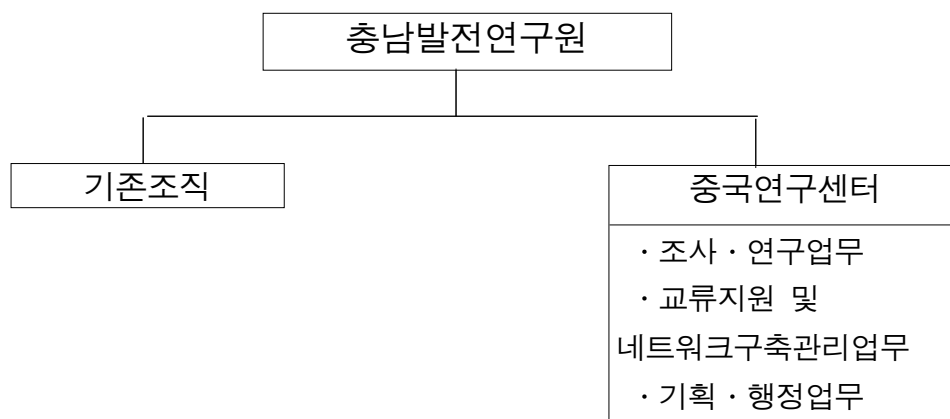 충남발전연구원
기존조직
중국연구센터
· 조사 · 연구업무
· 교류지원 및
네트워크구축관리업무
· 기획 · 행정업무